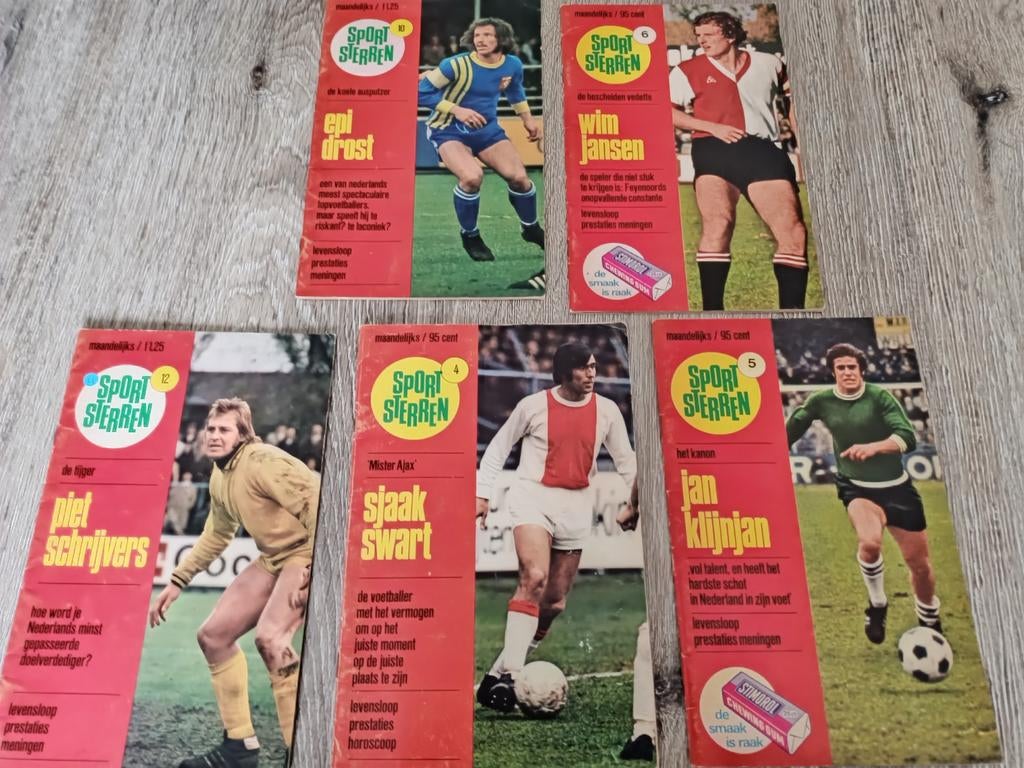 maandelijks / f1,25
SPORT
STERREN
10
de koele ausputzer
epi
drost
een van nederlands
meest spectaculaire
topvoetballers.
maar speelt hij te
riskant? te laconiek?
levensloop
prestaties
meningen
maandelijks / 95 cent
SPORT
STERREN
6
de bescheiden vedette
wim
jansen
de speler die niet stuk
te krijgen is: Feyenoords
onopvallende constante
levensloop
prestaties meningen
STIMOROL
CHEWING GUM
de
smaak
is raak
maandelijks / f1,25
SPORT
STERREN
12
de tijger
piet
schrijvers
hoe word je
Nederlands minst
gepasseerde
doelverdediger?
levensloop
prestaties
meningen
maandelijks / 95 cent
SPORT
STERREN
4
'Mister Ajax'
sjaak
swart
de voetballer
met het vermogen
om op het
juiste moment
op de juiste
plaats te zijn
levensloop
prestaties
horoscoop
maandelijks / 95 cent
SPORT
STERREN
5
het kanon
jan
klijnjan
,vol talent, en heeft het
hardste schot
in Nederland in zijn voet'
levensloop
prestaties meningen
STIMOROL
CHEWING GUM
de
smaak
is raak